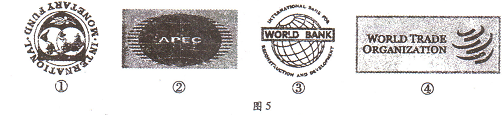 INTERNATIONAL MONETARY FUND
APEC
INTERNATIONAL BANK FOR
WORLD BANK
RECONSTRUCTION AND DEVELOPMENT
WORLD TRADE
ORGANIZATION
① ② ③ ④
图5